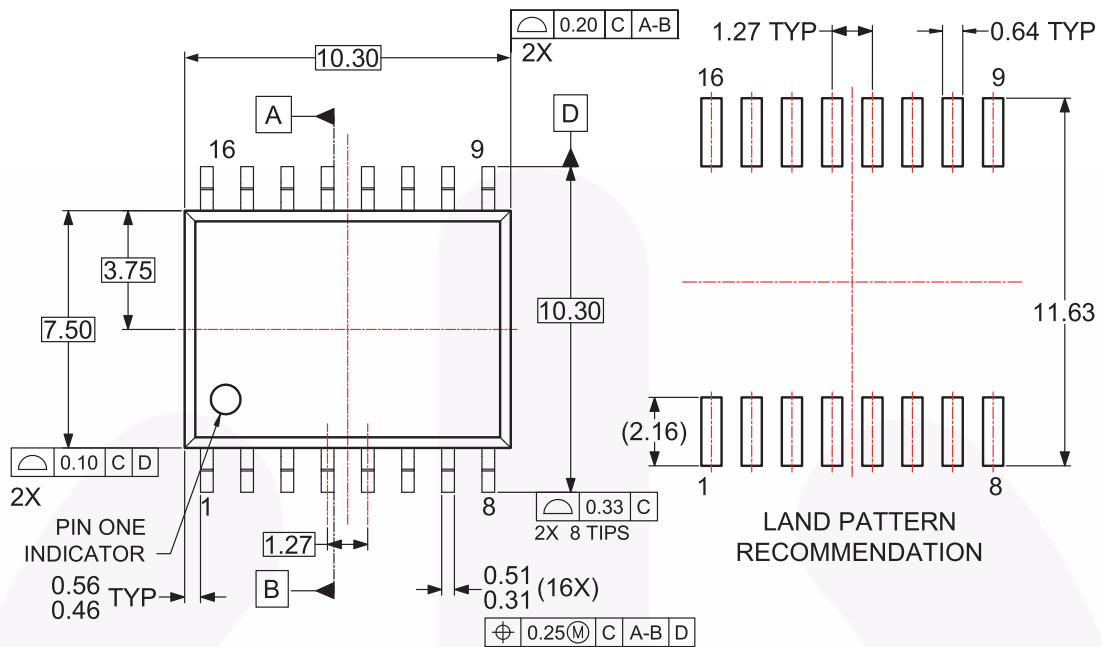 ⌓ 0.20 C A-B
2X
10.30
1.27 TYP
0.64 TYP
A
D
16
9
16
9
3.75
7.50
10.30
11.63
(2.16)
⌓ 0.10 C D
2X
1
8
1
8
⌓ 0.33 C
2X 8 TIPS
PIN ONE
INDICATOR
1.27
LAND PATTERN
RECOMMENDATION
0.56
0.46 TYP
B
0.51
0.31 (16X)
⌖ 0.25Ⓜ C A-B D